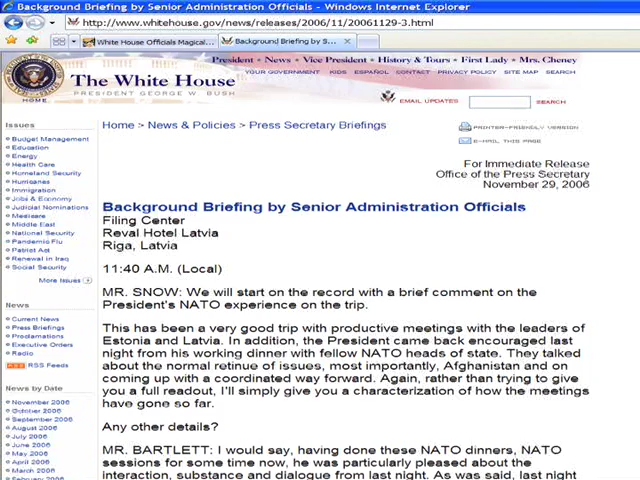 Background Briefing by Senior Administration Officials - Windows Internet Explorer
http://www.whitehouse.gov/news/releases/2006/11/20061129-3.html
White House Officials Magical...
Background Briefing by S...
President • News • Vice President • History & Tours • First Lady • Mrs. Cheney
YOUR GOVERNMENT KIDS ESPAÑOL CONTACT PRIVACY POLICY SITE MAP SEARCH
The White House
PRESIDENT GEORGE W. BUSH
HOME
EMAIL UPDATES
SEARCH
Issues
Budget Management
Education
Energy
Health Care
Homeland Security
Hurricanes
Immigration
Jobs & Economy
Judicial Nominations
Medicare
Middle East
National Security
Pandemic Flu
Patriot Act
Renewal in Iraq
Social Security
More Issues
News
Current News
Press Briefings
Proclamations
Executive Orders
Radio
RSS RSS Feeds
News by Date
November 2006
October 2006
September 2006
August 2006
July 2006
June 2006
May 2006
April 2006
March 2006
February 2006
Home > News & Policies > Press Secretary Briefings
PRINTER-FRIENDLY VERSION
E-MAIL THIS PAGE
For Immediate Release
Office of the Press Secretary
November 29, 2006
Background Briefing by Senior Administration Officials
Filing Center
Reval Hotel Latvia
Riga, Latvia
11:40 A.M. (Local)
MR. SNOW: We will start on the record with a brief comment on the
President's NATO experience on the trip.
This has been a very good trip with productive meetings with the leaders of
Estonia and Latvia. In addition, the President came back encouraged last
night from his working dinner with fellow NATO heads of state. They talked
about the normal retinue of issues, most importantly, Afghanistan and on
coming up with a coordinated way forward. Again, rather than trying to give
you a full readout, I'll simply give you a characterization of how the meetings
have gone so far.
Any other details?
MR. BARTLETT: I would say, having done these NATO dinners, NATO
sessions for some time now, he was particularly pleased about the
interaction, substance and dialogue from last night. As was said, last night